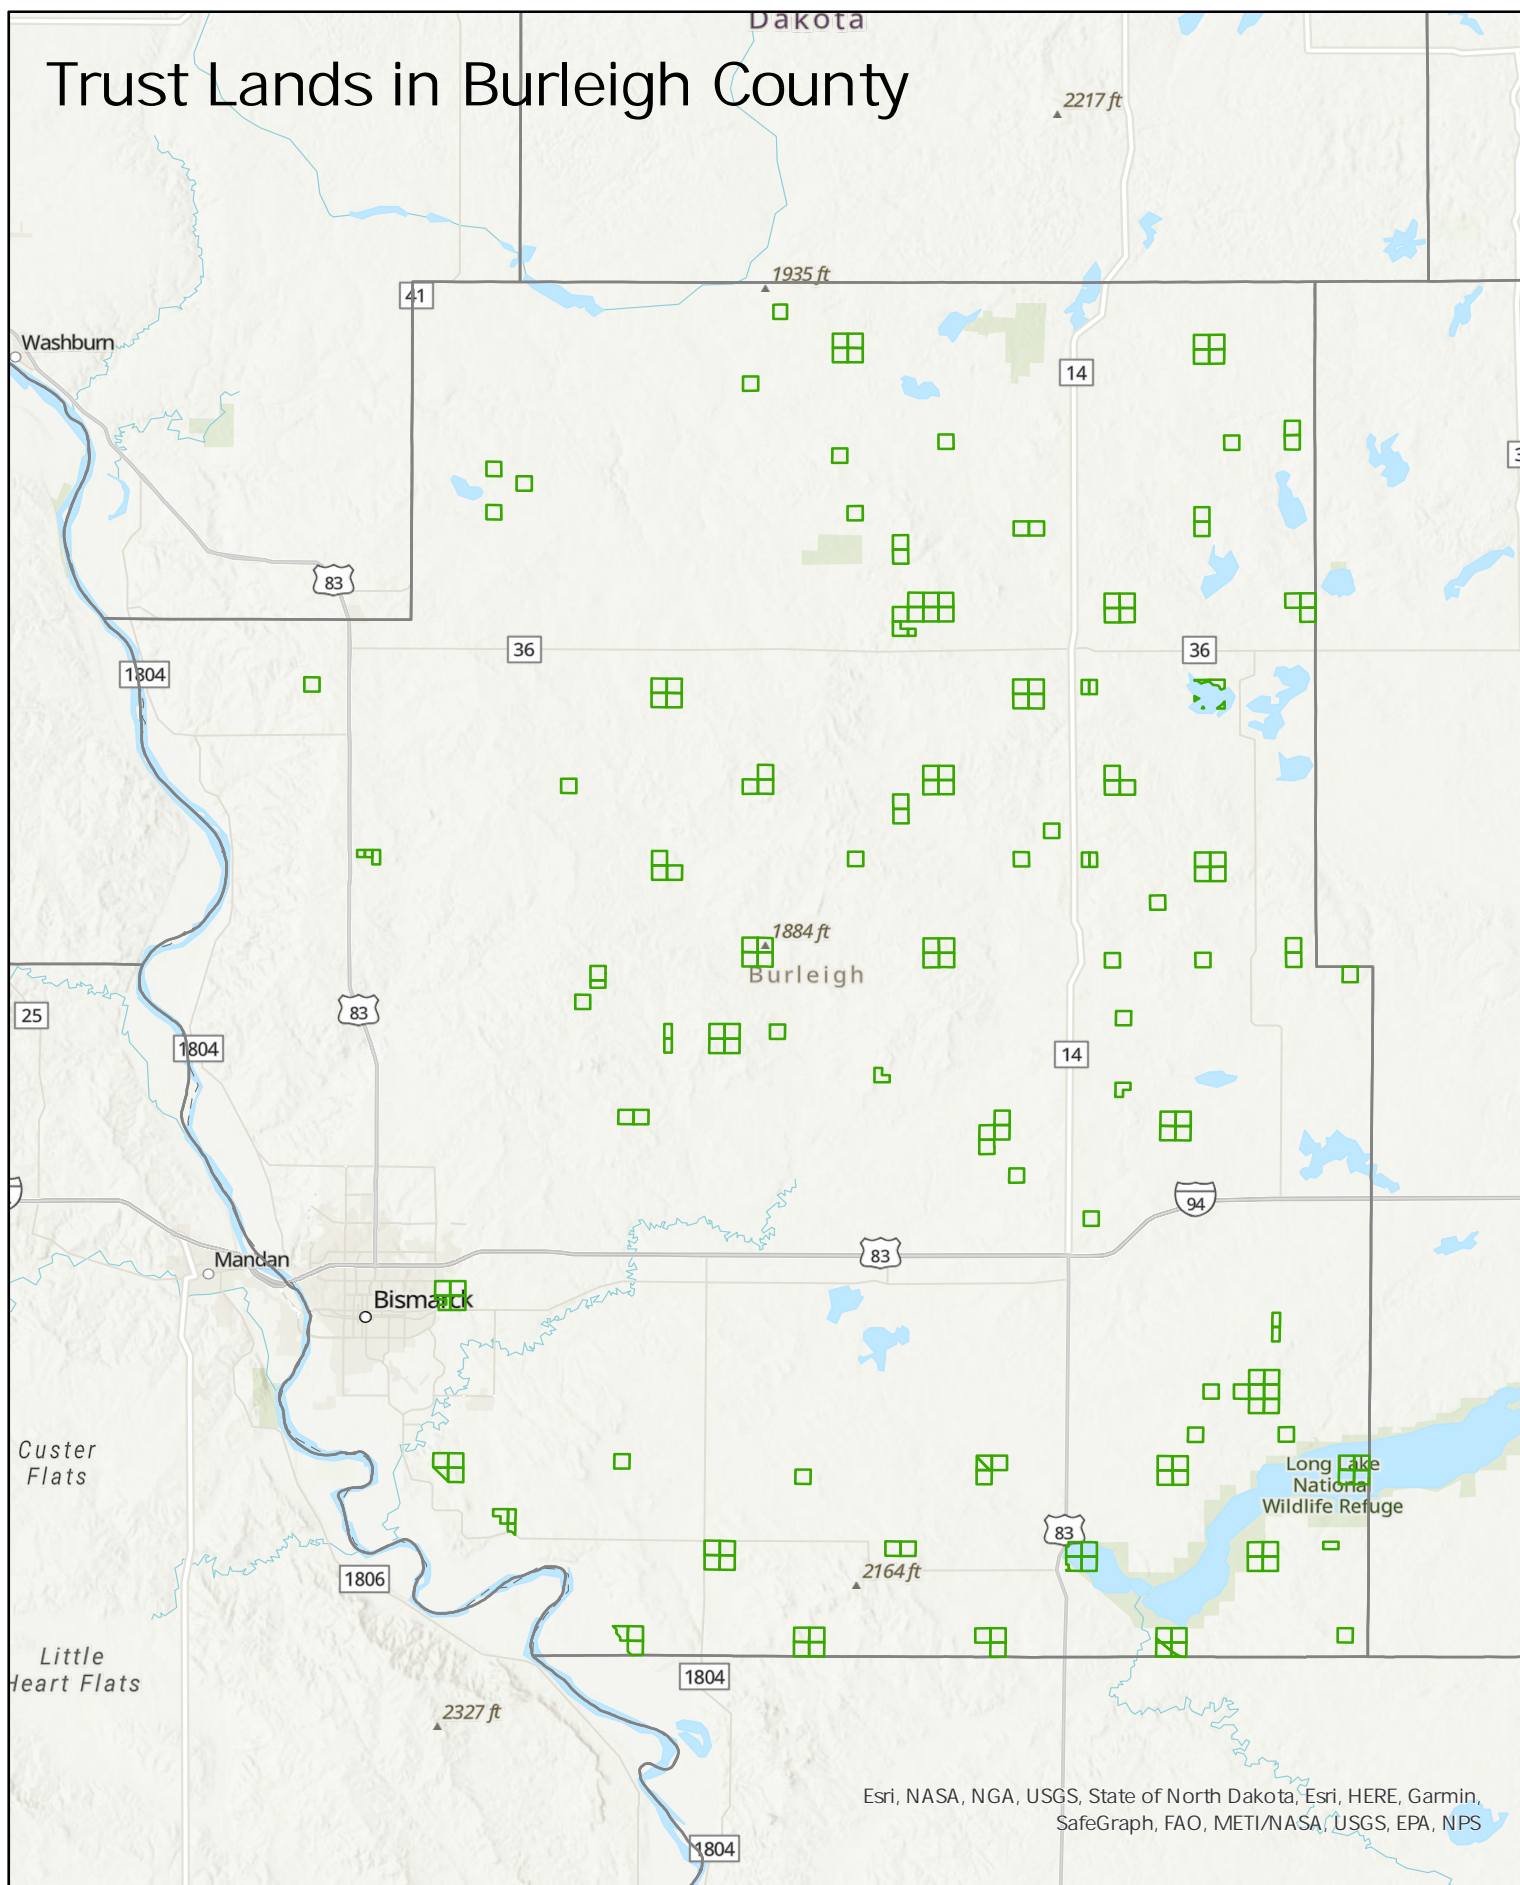 Dakota
Trust Lands in Burleigh County
2217 ft
1935 ft
41
Washburn
14
83
36
36
1804
1884 ft
Burleigh
25
83
1804
14
94
Mandan
83
Bismarck
Custer
Flats
Long Lake
National
Wildlife Refuge
83
1806
2164 ft
Little
Heart Flats
1804
2327 ft
Esri, NASA, NGA, USGS, State of North Dakota, Esri, HERE, Garmin,
SafeGraph, FAO, METI/NASA, USGS, EPA, NPS
1804